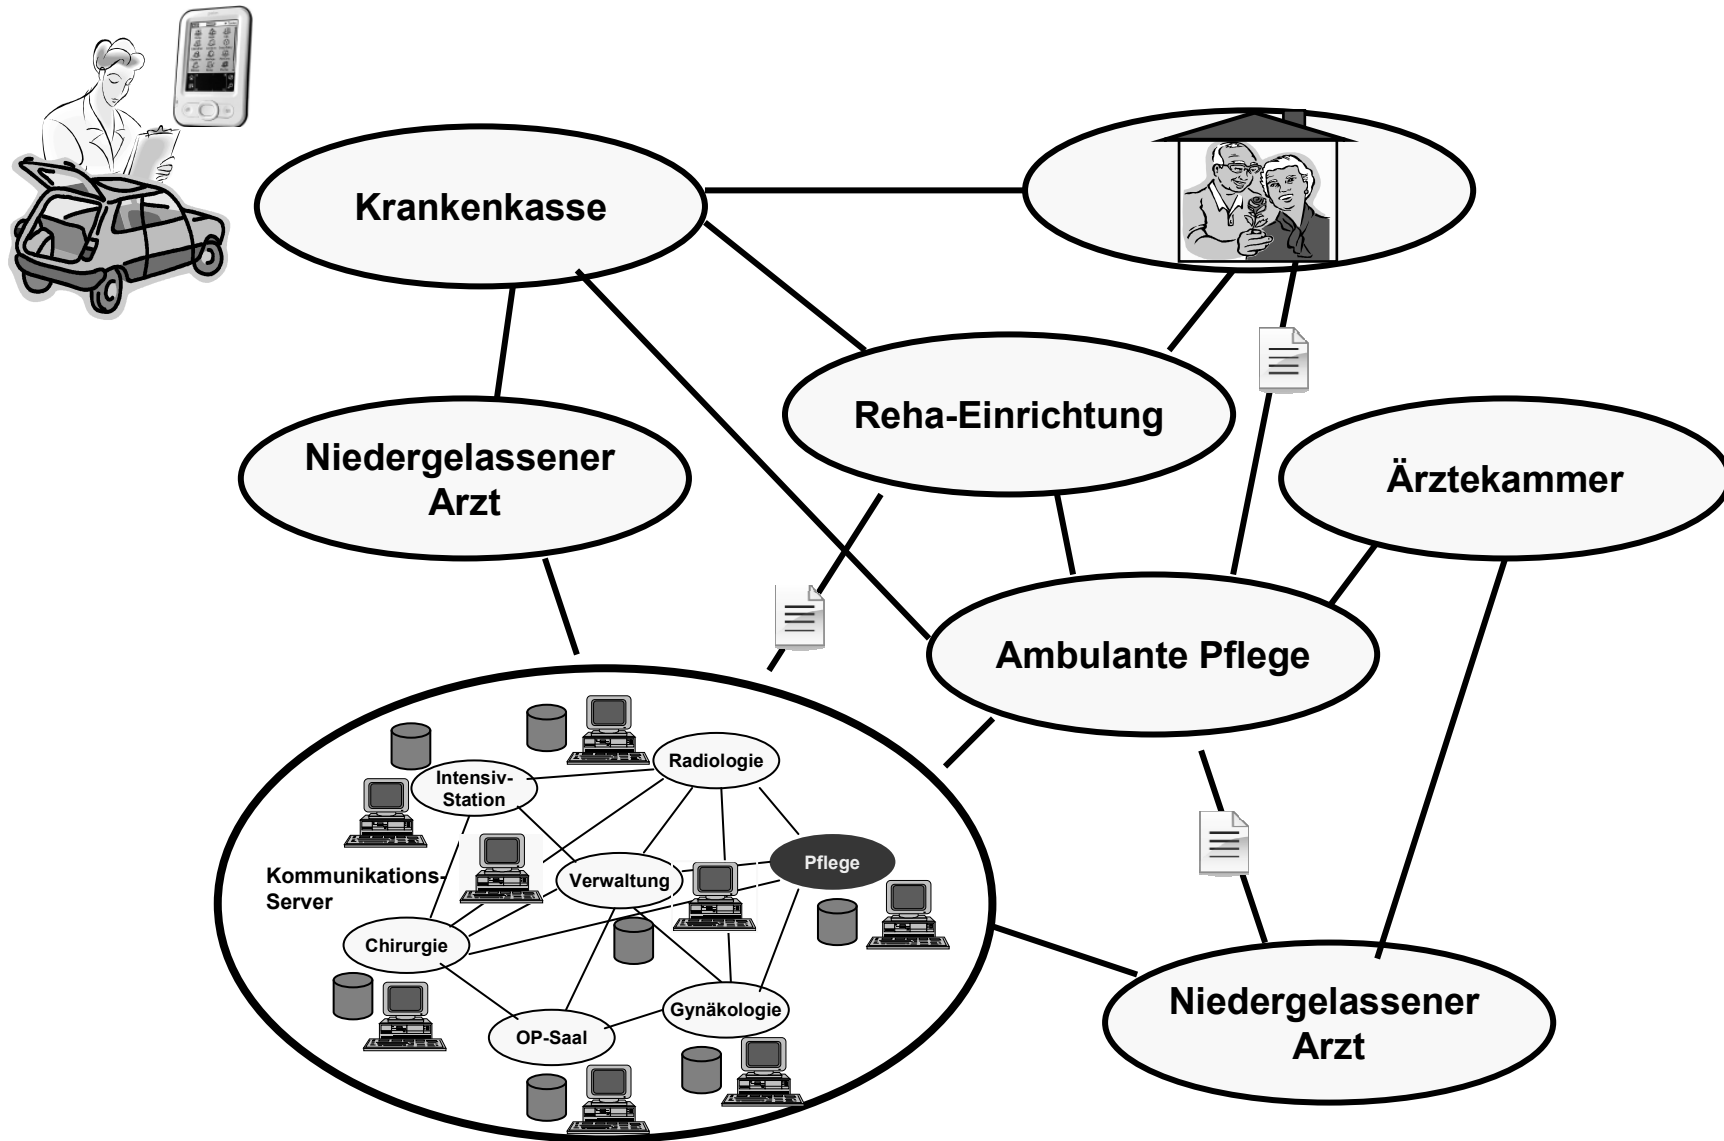 Krankenkasse
Reha-Einrichtung
Niedergelassener
Arzt
Ärztekammer
Ambulante Pflege
Radiologie
Intensiv-
Station
Pflege
Kommunikations-
Server
Verwaltung
Chirurgie
Gynäkologie
OP-Saal
Niedergelassener
Arzt